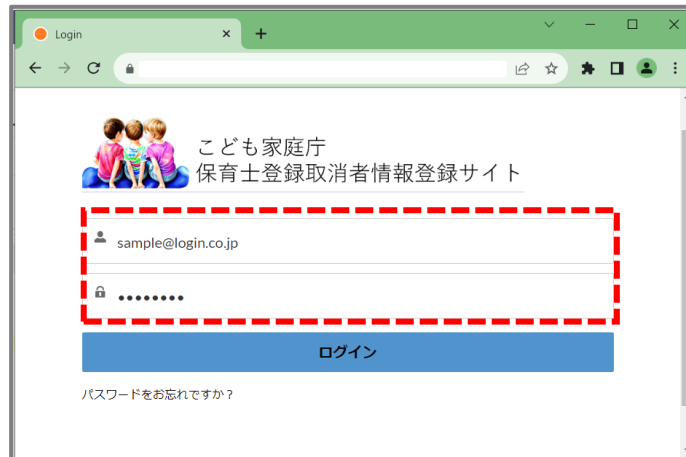 Login
こども家庭庁
保育士登録取消者情報登録サイト
sample@login.co.jp
ログイン
パスワードをお忘れですか？